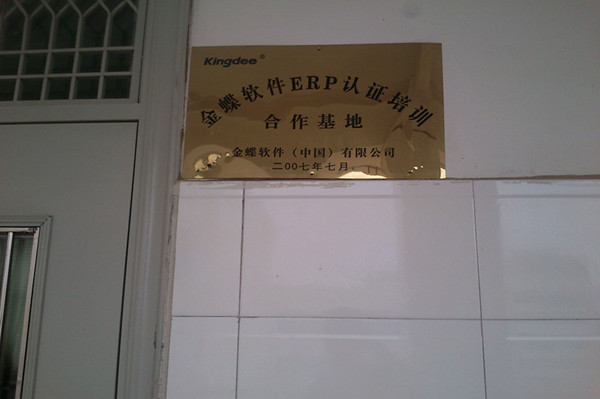 Kingdee®
金蝶软件ERP认证培训
合作基地
金蝶软件（中国）有限公司
二00七年七月